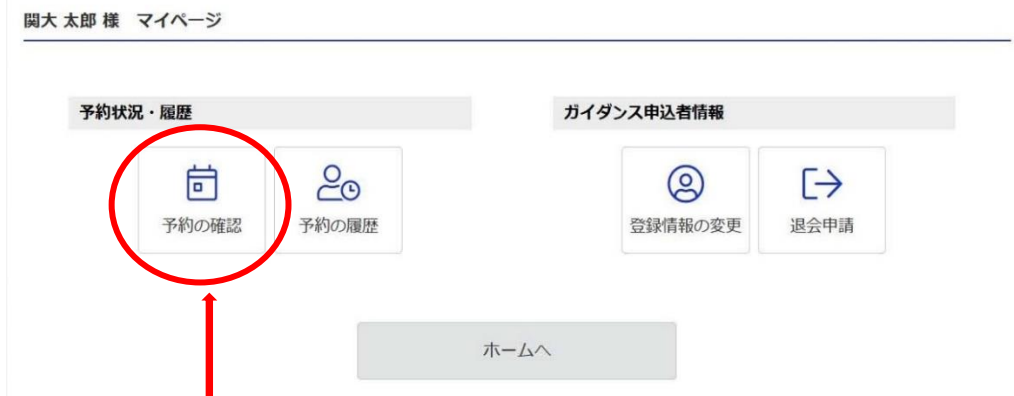 関大 太郎 様　マイページ
予約状況・履歴
予約の確認
予約の履歴
ガイダンス申込者情報
登録情報の変更
退会申請
ホームへ